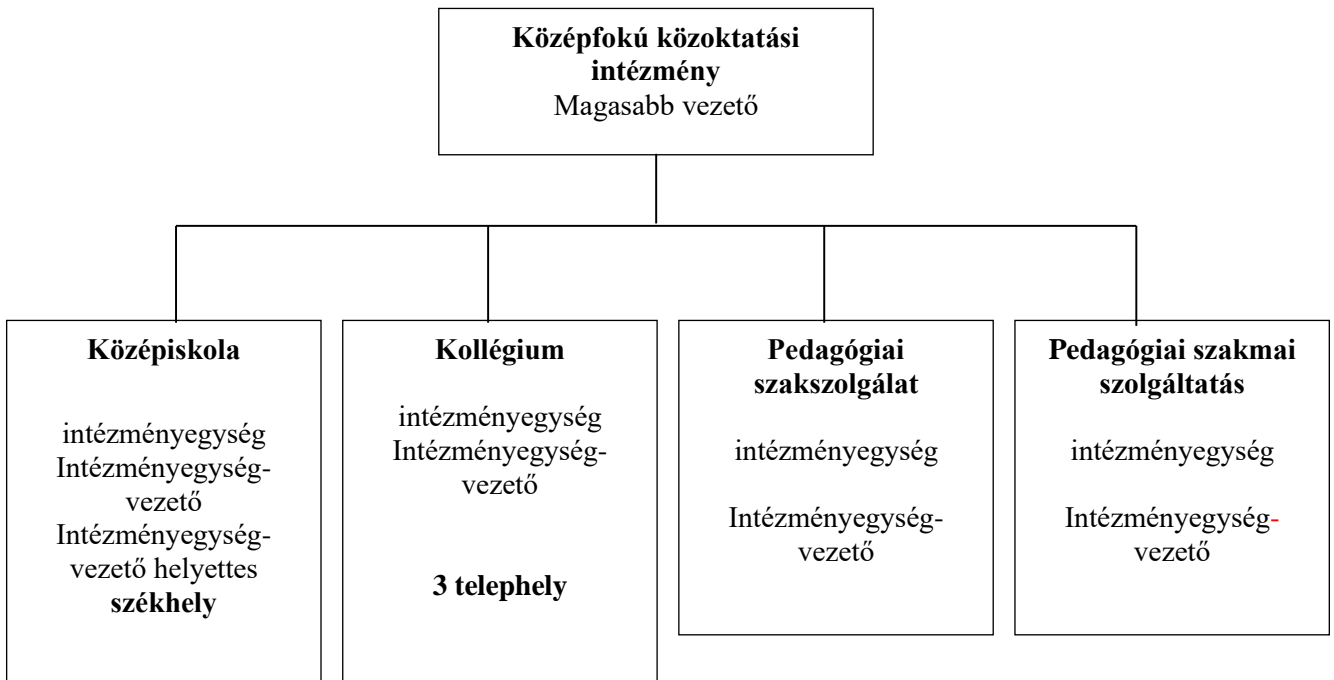 Középfokú közoktatási
intézmény
Magasabb vezető
Középiskola
intézményegység
Intézményegység-
vezető
Intézményegység-
vezető helyettes
székhely
Kollégium
intézményegység
Intézményegység-
vezető
3 telephely
Pedagógiai
szakszolgálat
intézményegység
Intézményegység-
vezető
Pedagógiai szakmai
szolgáltatás
intézményegység
Intézményegység-
vezető